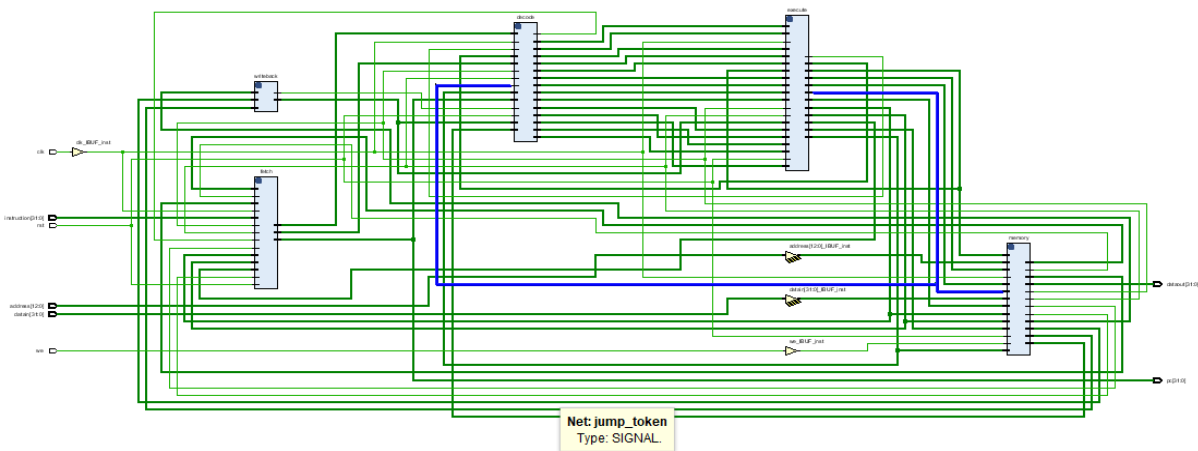 decode
execute
writeback
clk
clk_IBUF_inst
fetch
instruction[31:0]
rst
address[12:0]_IBUF_inst
memory
datain[31:0]_IBUF_inst
dataout[31:0]
address[12:0]
datain[31:0]
we_IBUF_inst
pc[31:0]
Net: jump_token
Type: SIGNAL.